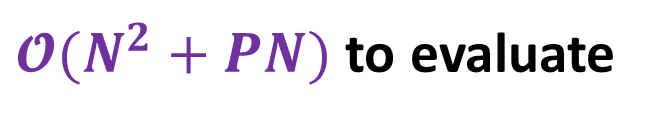 𝒪(N² + PN) to evaluate